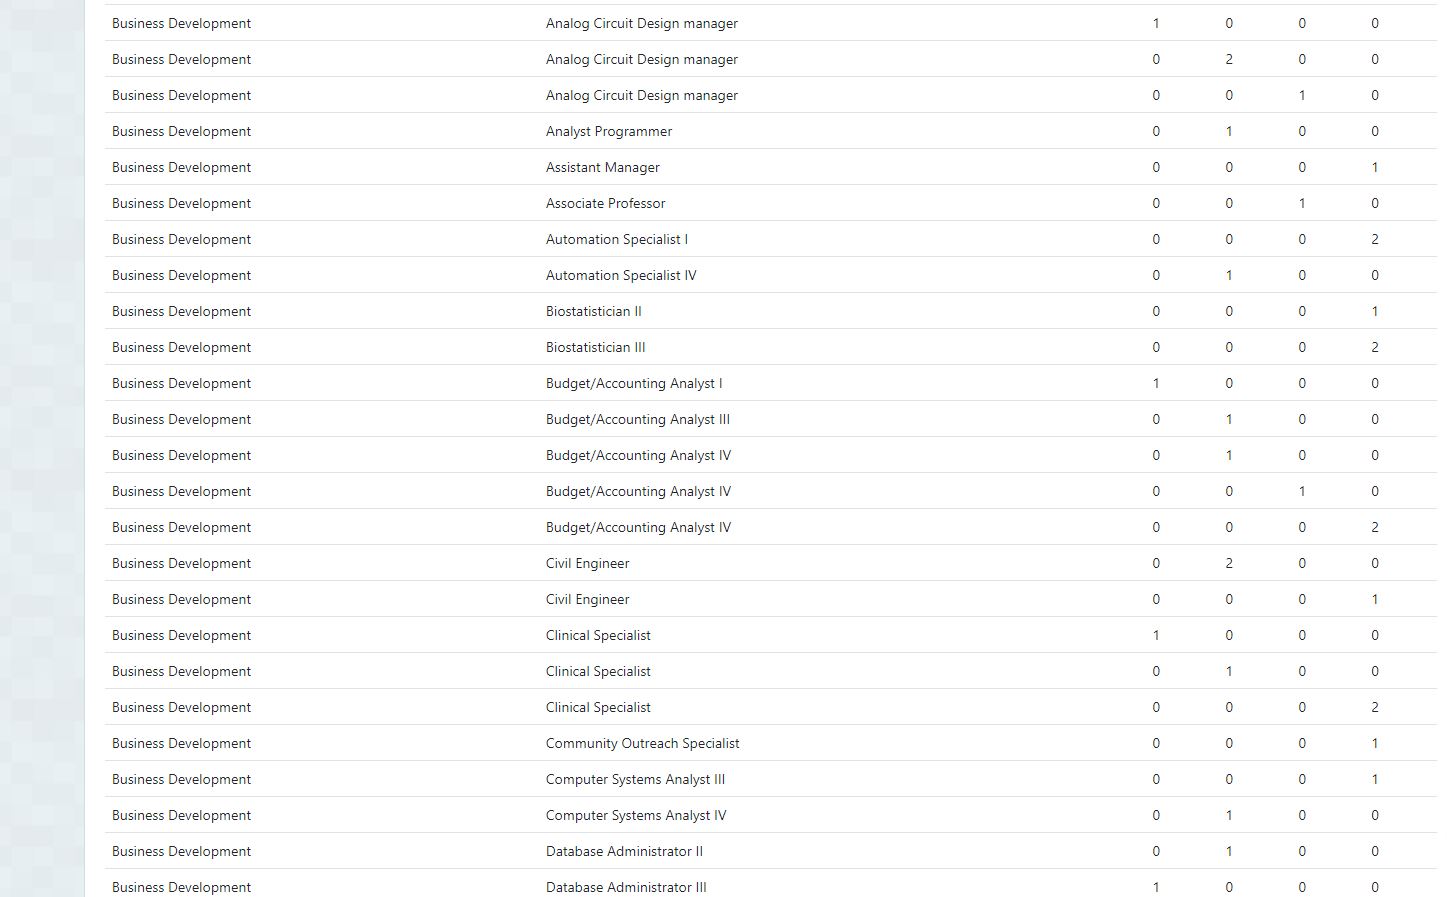 Business Development Analog Circuit Design manager 1 0 0 0
Business Development Analog Circuit Design manager 0 2 0 0
Business Development Analog Circuit Design manager 0 0 1 0
Business Development Analyst Programmer 0 1 0 0
Business Development Assistant Manager 0 0 0 1
Business Development Associate Professor 0 0 1 0
Business Development Automation Specialist I 0 0 0 2
Business Development Automation Specialist IV 0 1 0 0
Business Development Biostatistician II 0 0 0 1
Business Development Biostatistician III 0 0 0 2
Business Development Budget/Accounting Analyst I 1 0 0 0
Business Development Budget/Accounting Analyst III 0 1 0 0
Business Development Budget/Accounting Analyst IV 0 1 0 0
Business Development Budget/Accounting Analyst IV 0 0 1 0
Business Development Budget/Accounting Analyst IV 0 0 0 2
Business Development Civil Engineer 0 2 0 0
Business Development Civil Engineer 0 0 0 1
Business Development Clinical Specialist 1 0 0 0
Business Development Clinical Specialist 0 1 0 0
Business Development Clinical Specialist 0 0 0 2
Business Development Community Outreach Specialist 0 0 0 1
Business Development Computer Systems Analyst III 0 0 0 1
Business Development Computer Systems Analyst IV 0 1 0 0
Business Development Database Administrator II 0 1 0 0
Business Development Database Administrator III 1 0 0 0